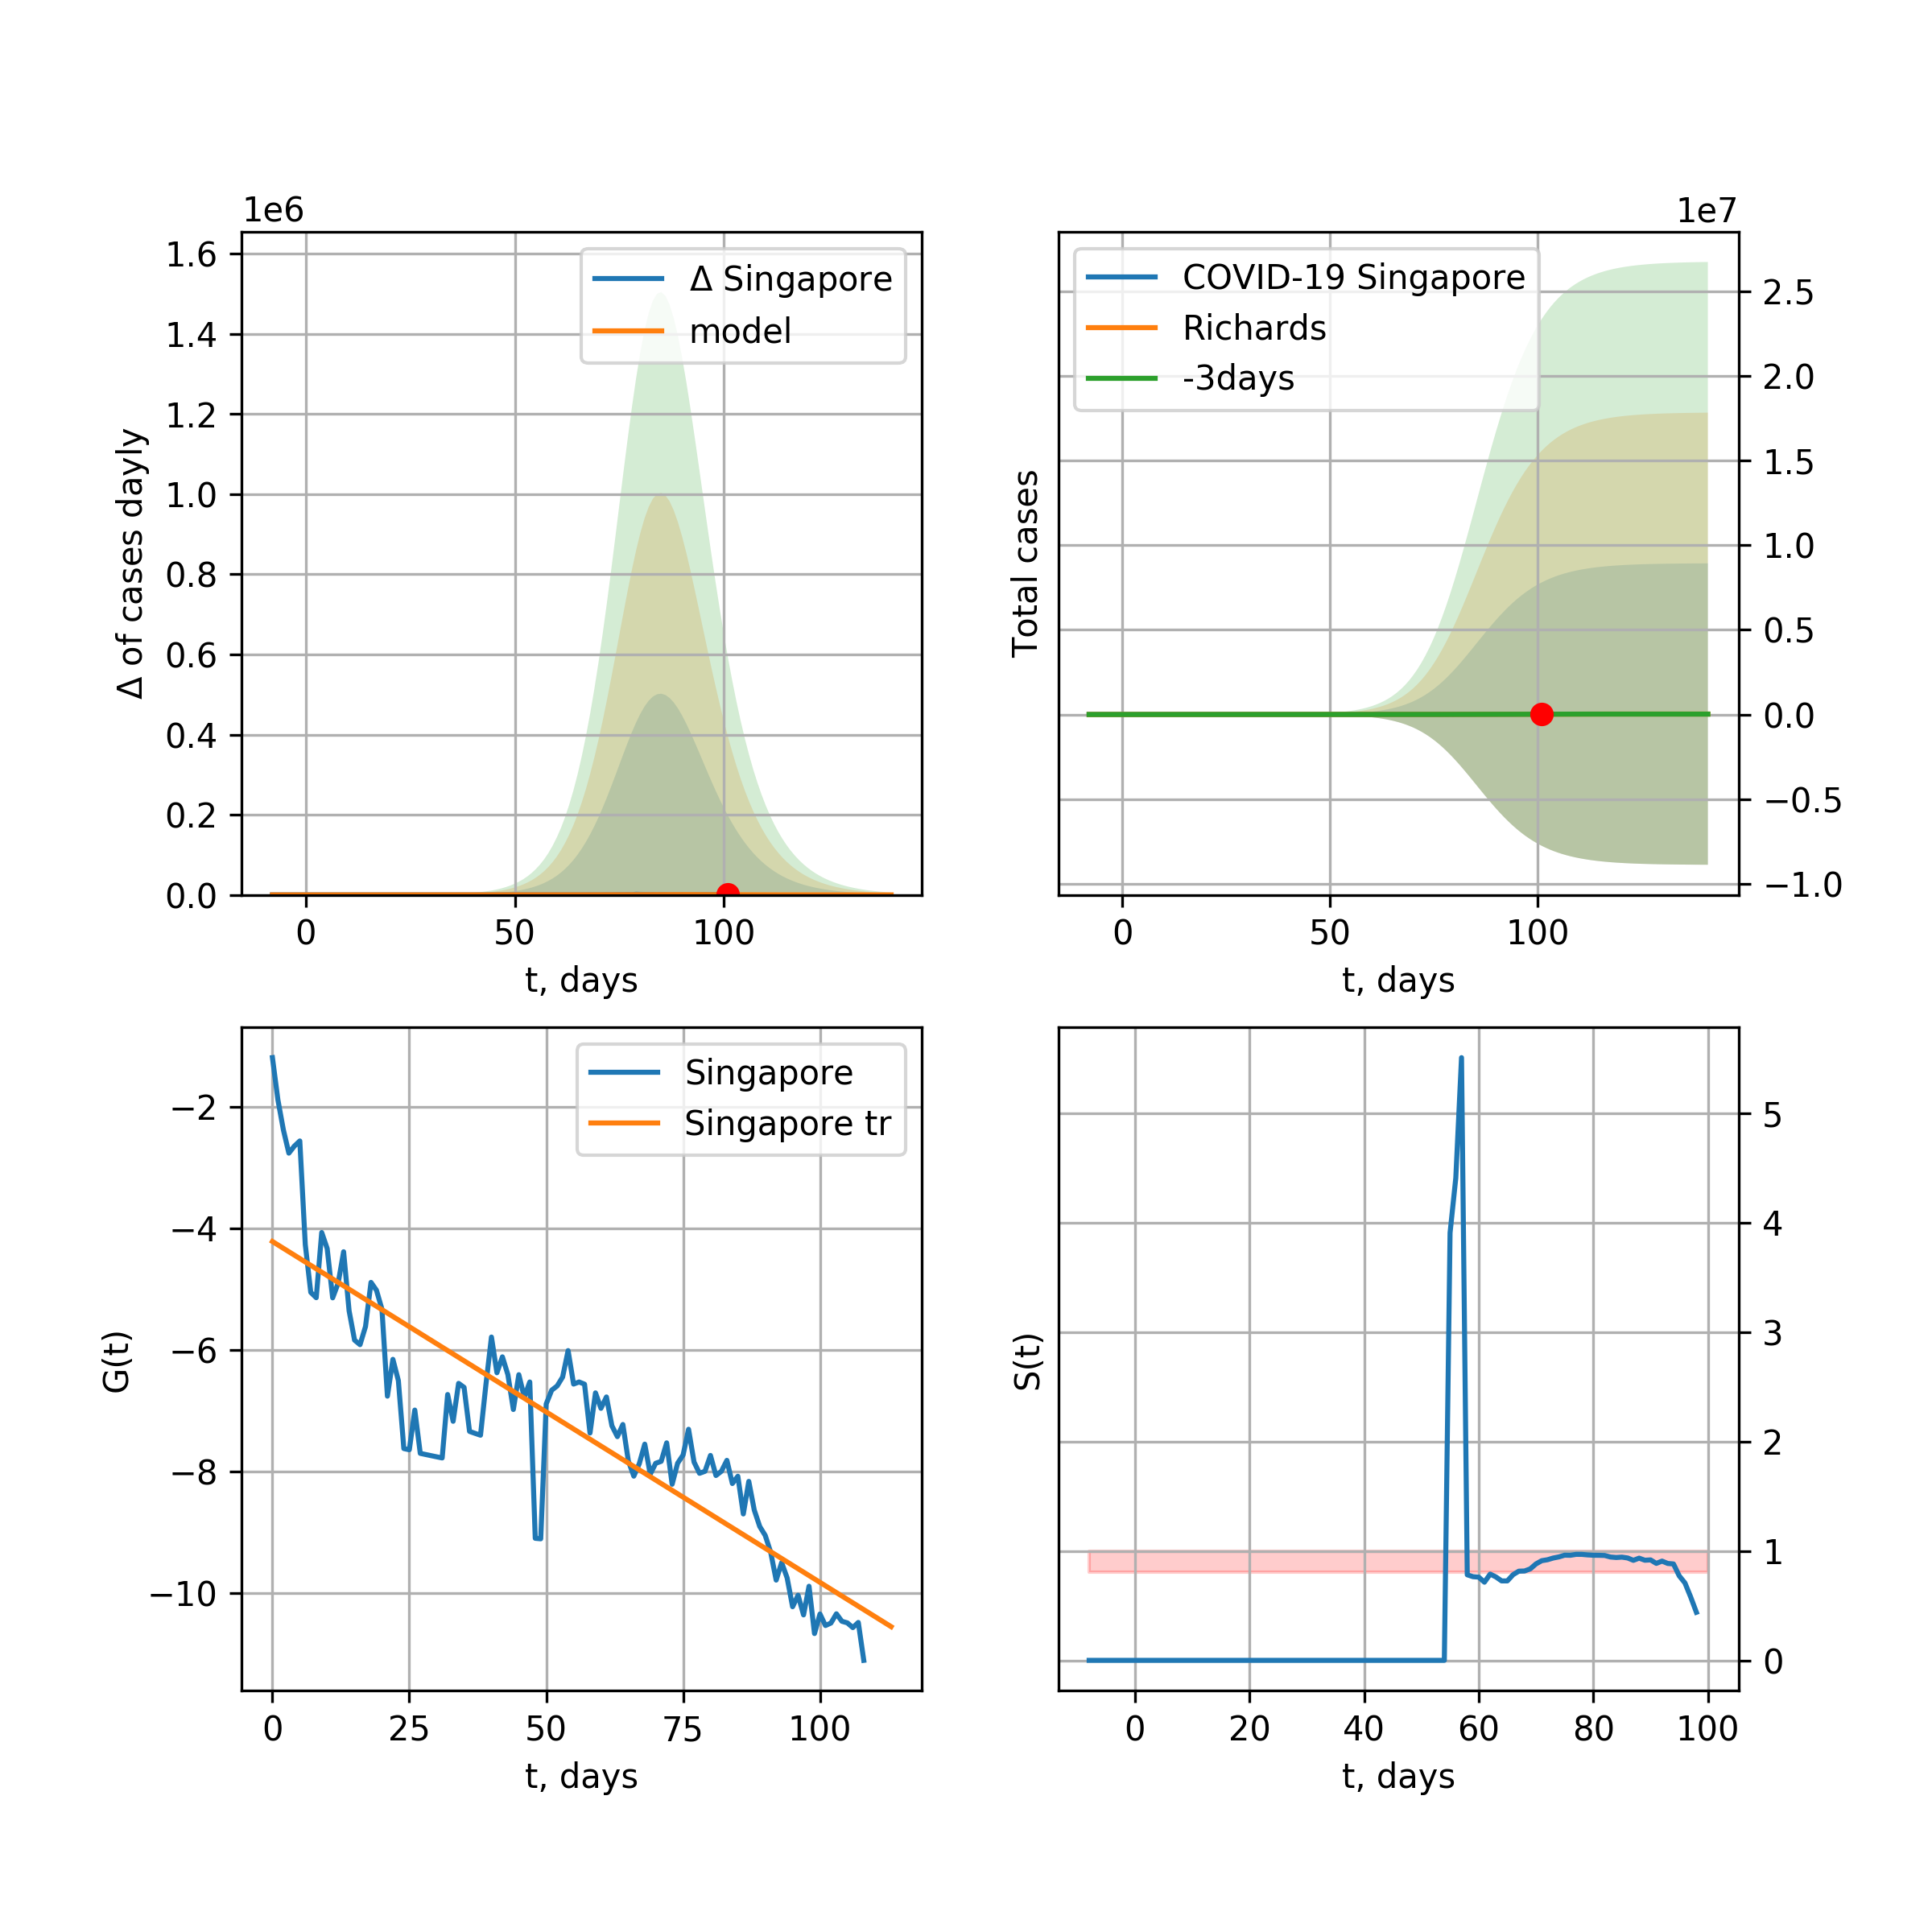 1e6
1.6
1.4
1.2
1.0
0.8
0.6
0.4
0.2
0.0
Δ of cases dayly
Δ Singapore
model
0 50 100
t, days
1e7
COVID-19 Singapore
Richards
-3days
Total cases
2.5
2.0
1.5
1.0
0.5
0.0
−0.5
−1.0
0 50 100
t, days
Singapore
Singapore tr
−2
−4
−6
−8
−10
G(t)
0 25 50 75 100
t, days
S(t)
5
4
3
2
1
0
0 20 40 60 80 100
t, days